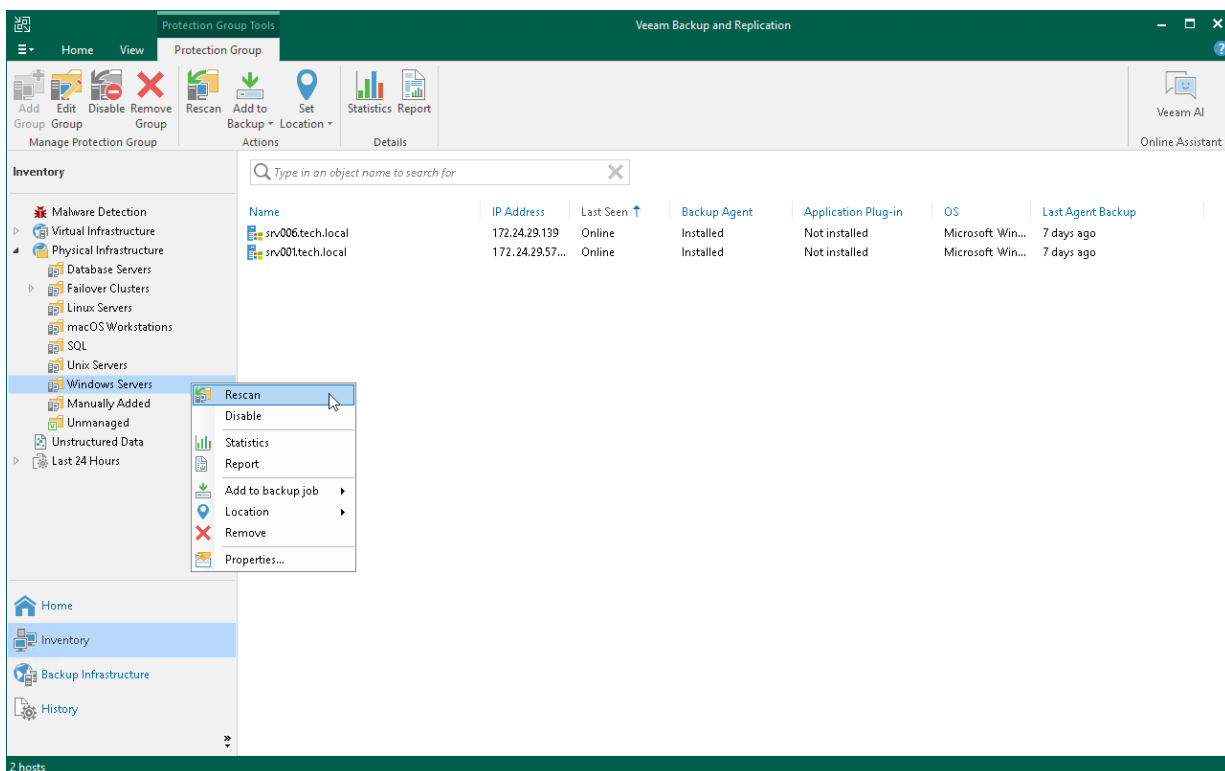 Protection Group Tools
Veeam Backup and Replication
Home View Protection Group
Add Group
Edit Group
Disable
Remove Group
Rescan
Add to Backup
Set Location
Statistics
Report
Veeam AI
Manage Protection Group
Actions
Details
Online Assistant
Inventory
Type in an object name to search for
Malware Detection
Virtual Infrastructure
Physical Infrastructure
Database Servers
Failover Clusters
Linux Servers
macOS Workstations
SQL
Unix Servers
Windows Servers
Manually Added
Unmanaged
Unstructured Data
Last 24 Hours
Name IP Address Last Seen Backup Agent Application Plug-in OS Last Agent Backup
srv006.tech.local 172.24.29.139 Online Installed Not installed Microsoft Win... 7 days ago
srv001.tech.local 172.24.29.57... Online Installed Not installed Microsoft Win... 7 days ago
Rescan
Disable
Statistics
Report
Add to backup job
Location
Remove
Properties...
Home
Inventory
Backup Infrastructure
History
2 hosts